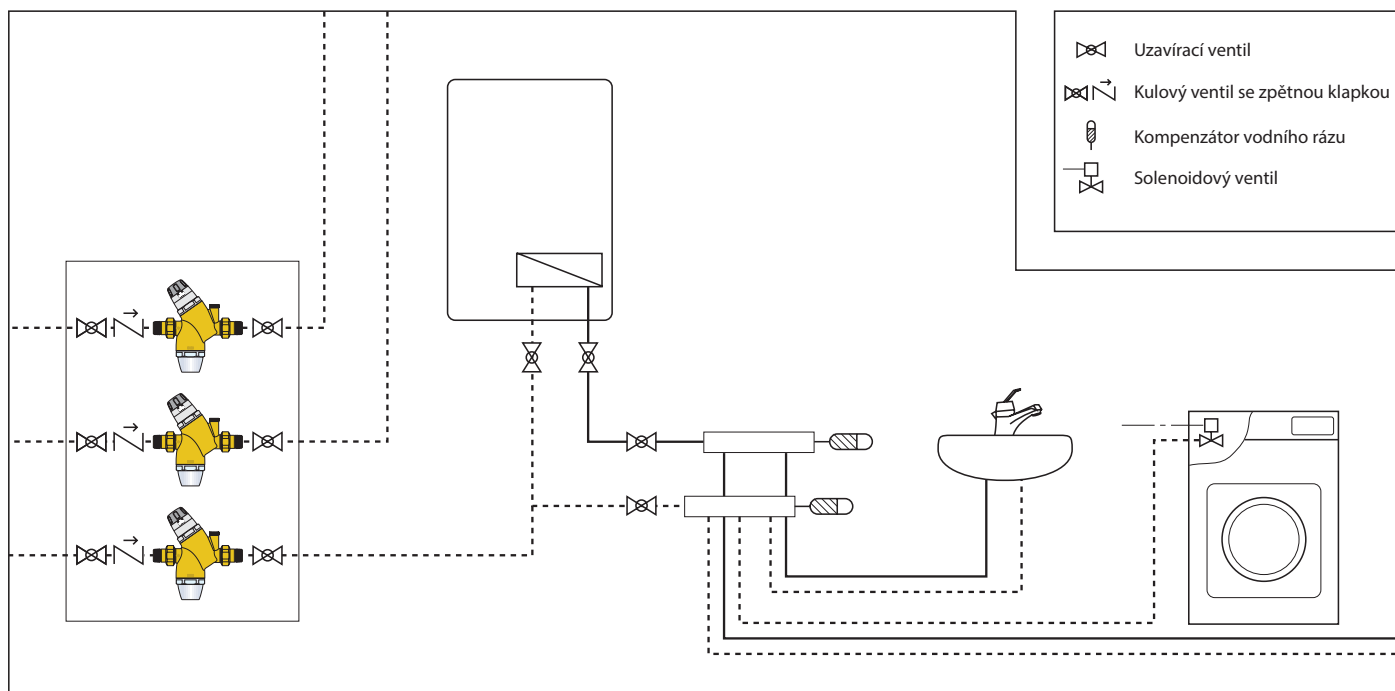 Uzavírací ventil
Kulový ventil se zpětnou klapkou
Kompenzátor vodního rázu
Solenoidový ventil